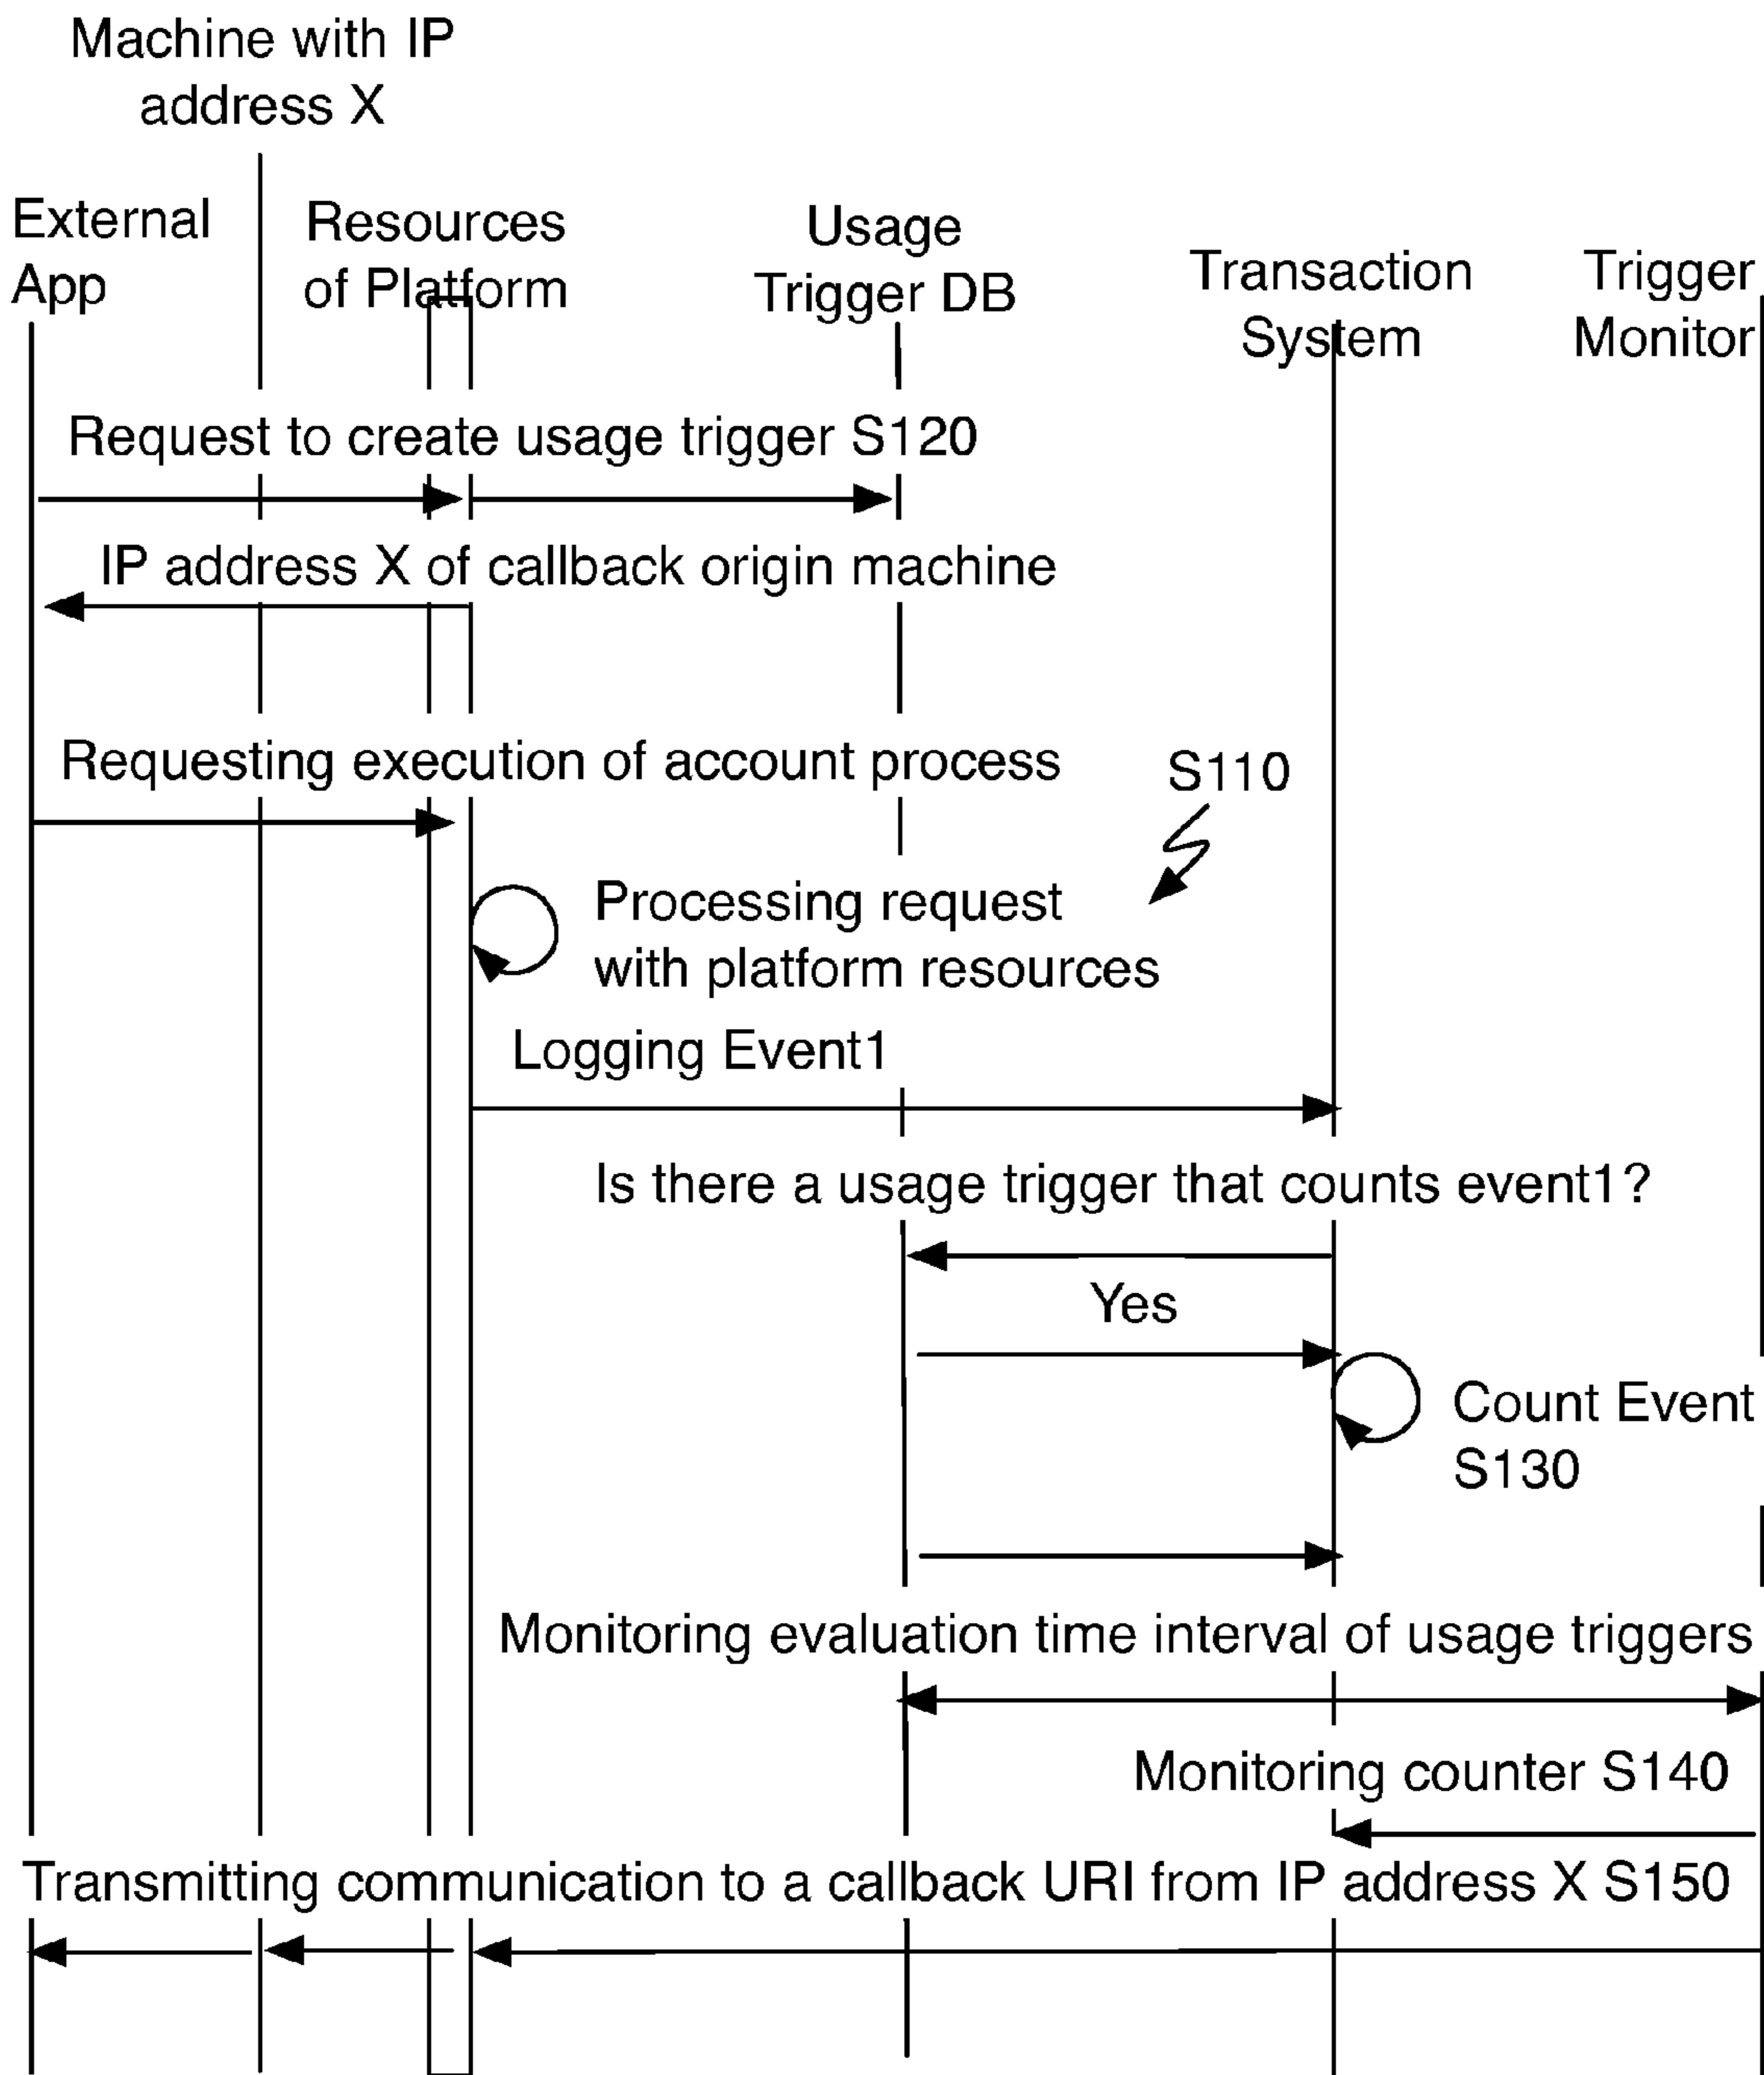 Machine with IP
address X
External
App
Resources
of Platform
Usage
Trigger DB
Transaction
System
Trigger
Monitor
Request to create usage trigger S120
IP address X of callback origin machine
Requesting execution of account process
S110
Processing request
with platform resources
Logging Event1
Is there a usage trigger that counts event1?
Yes
Count Event
S130
Monitoring evaluation time interval of usage triggers
Monitoring counter S140
Transmitting communication to a callback URI from IP address X S150